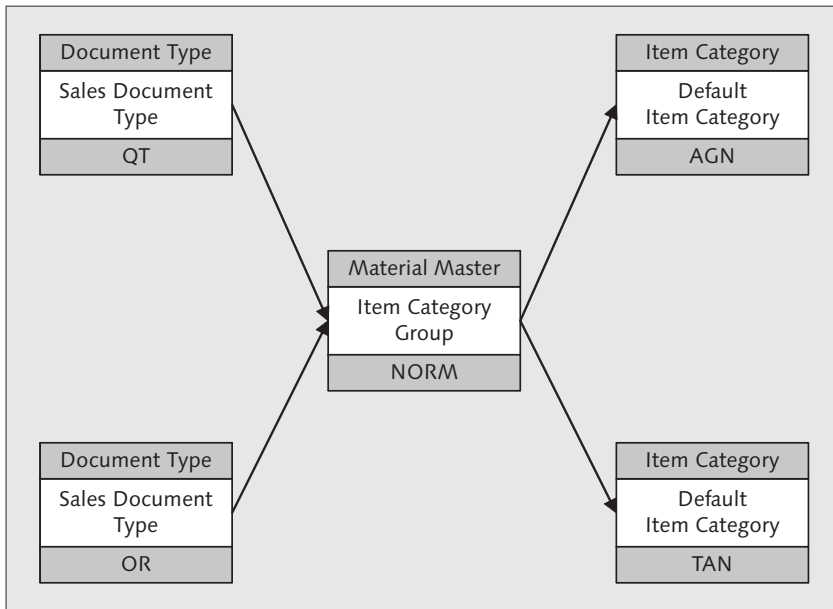 Document Type
Sales Document
Type
QT
Item Category
Default
Item Category
AGN
Material Master
Item Category
Group
NORM
Document Type
Sales Document
Type
OR
Item Category
Default
Item Category
TAN